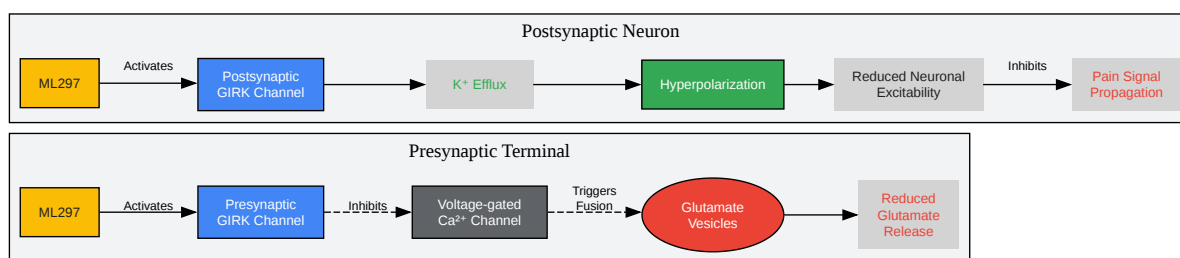 Postsynaptic Neuron
ML297
Activates
Postsynaptic
GIRK Channel
K⁺ Efflux
Hyperpolarization
Reduced Neuronal
Excitability
Inhibits
Pain Signal
Propagation
Presynaptic Terminal
ML297
Activates
Presynaptic
GIRK Channel
Inhibits
Voltage-gated
Ca²⁺ Channel
Triggers
Fusion
Glutamate
Vesicles
Reduced
Glutamate
Release